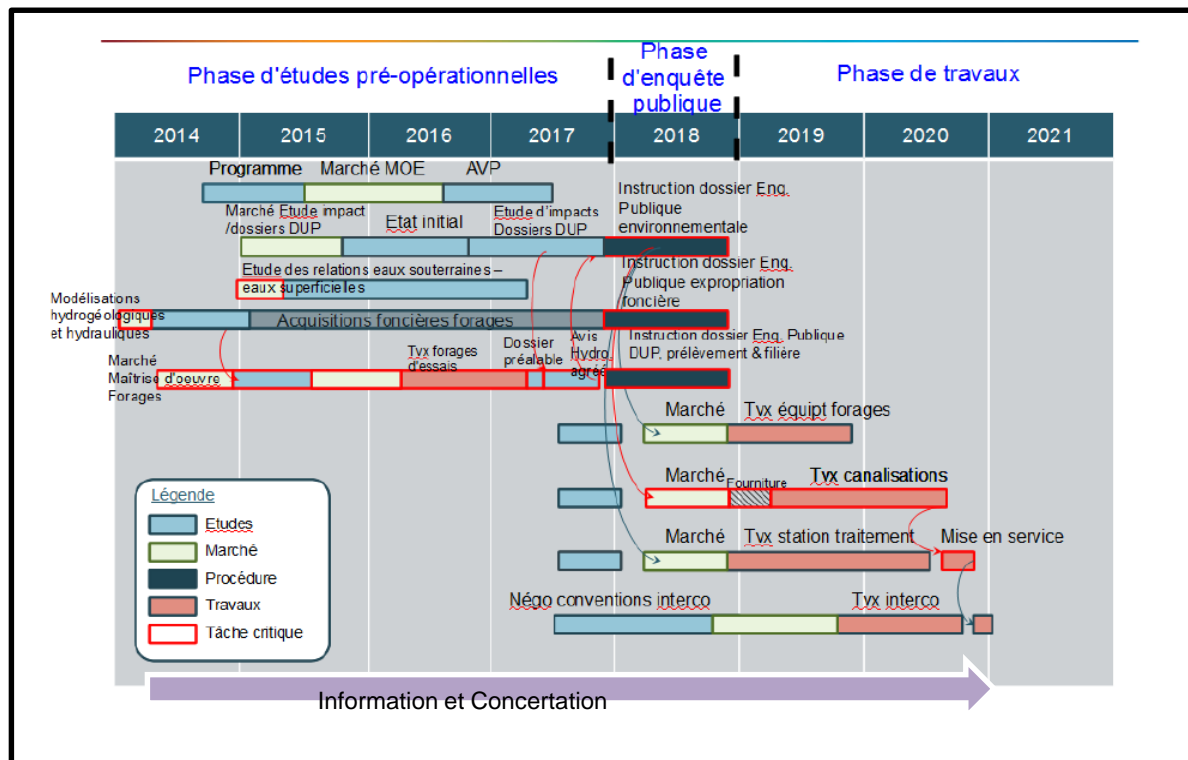 Phase d'études pré-opérationnelles
Phase
d'enquête
publique
Phase de travaux
2014
2015
2016
2017
2018
2019
2020
2021
Programme
Marché MOE
AVP
Instruction dossier Enq.
Publique
environnementale
Marché Etude impact
/dossiers DUP
Etat initial
Etude d'impacts
Dossiers DUP
Etude des relations eaux souterraines –
eaux superficielles
Instruction dossier Enq.
Publique expropriation
foncière
Modélisations
hydrogéologiques
et hydrauliques
Acquisitions foncières forages
Marché
Maîtrise d'oeuvre
Forages
Tvx forages
d'essais
Dossier
préalable
Avis
Hydro.
agréé
Instruction dossier Enq. Publique
DUP, prélèvement & filière
Marché
Tvx équipt forages
Marché
Fourniture
Tvx canalisations
Marché
Tvx station traitement
Mise en service
Négo conventions interco
Tvx interco
Légende
Etudes
Marché
Procédure
Travaux
Tâche critique
Information et Concertation